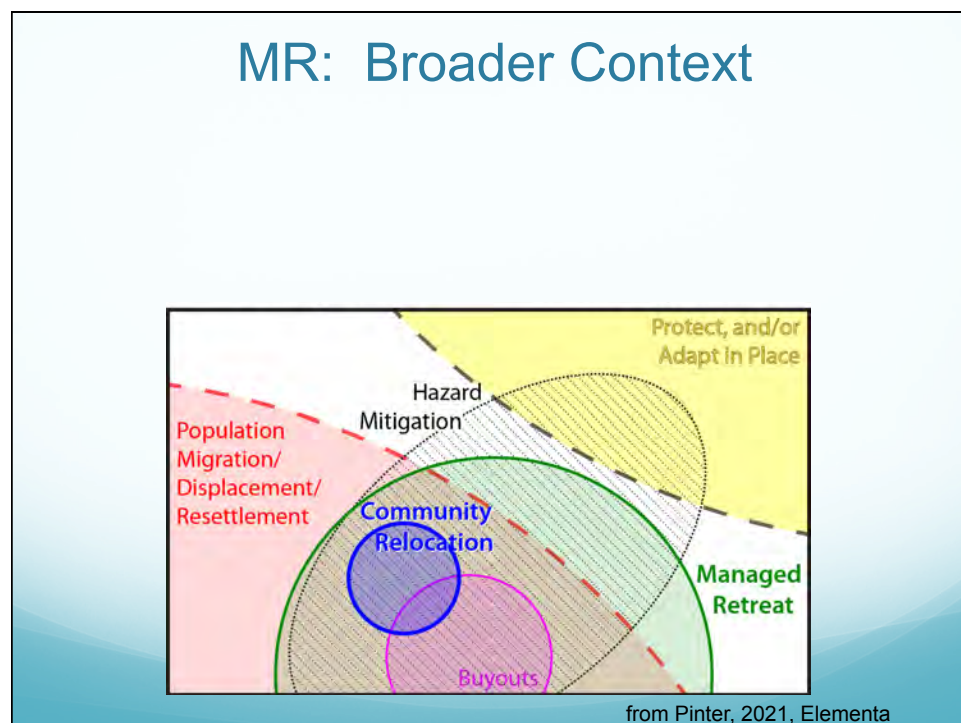 MR: Broader Context
Protect, and/or
Adapt in Place
Hazard
Mitigation
Population
Migration/
Displacement/
Resettlement
Community
Relocation
Managed
Retreat
Buyouts
from Pinter, 2021, Elementa